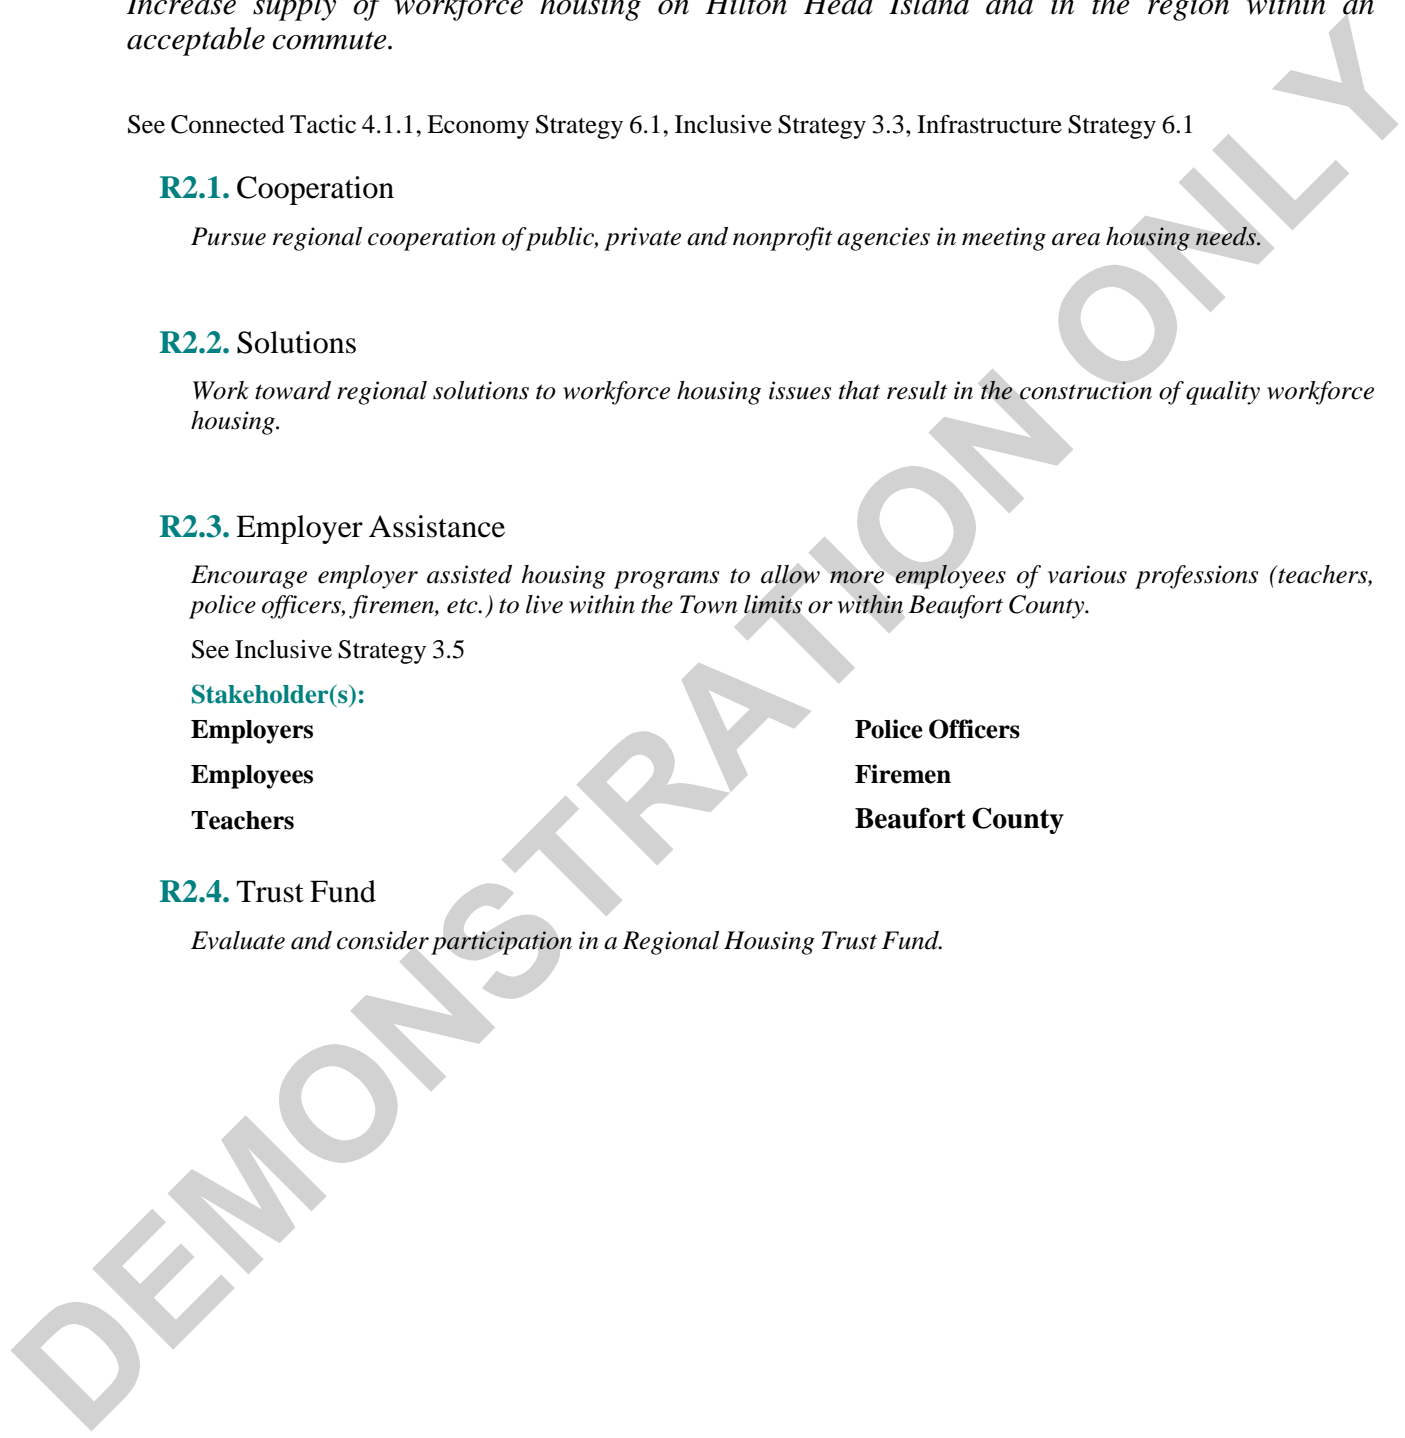 Increase supply of workforce housing on Hilton Head Island and in the region within an
acceptable commute.
See Connected Tactic 4.1.1, Economy Strategy 6.1, Inclusive Strategy 3.3, Infrastructure Strategy 6.1
R2.1. Cooperation
Pursue regional cooperation of public, private and nonprofit agencies in meeting area housing needs.
R2.2. Solutions
Work toward regional solutions to workforce housing issues that result in the construction of quality workforce
housing.
R2.3. Employer Assistance
Encourage employer assisted housing programs to allow more employees of various professions (teachers,
police officers, firemen, etc.) to live within the Town limits or within Beaufort County.
See Inclusive Strategy 3.5
Stakeholder(s):
Employers
Employees
Teachers
Police Officers
Firemen
Beaufort County
R2.4. Trust Fund
Evaluate and consider participation in a Regional Housing Trust Fund.
DEMONSTRATION ONLY